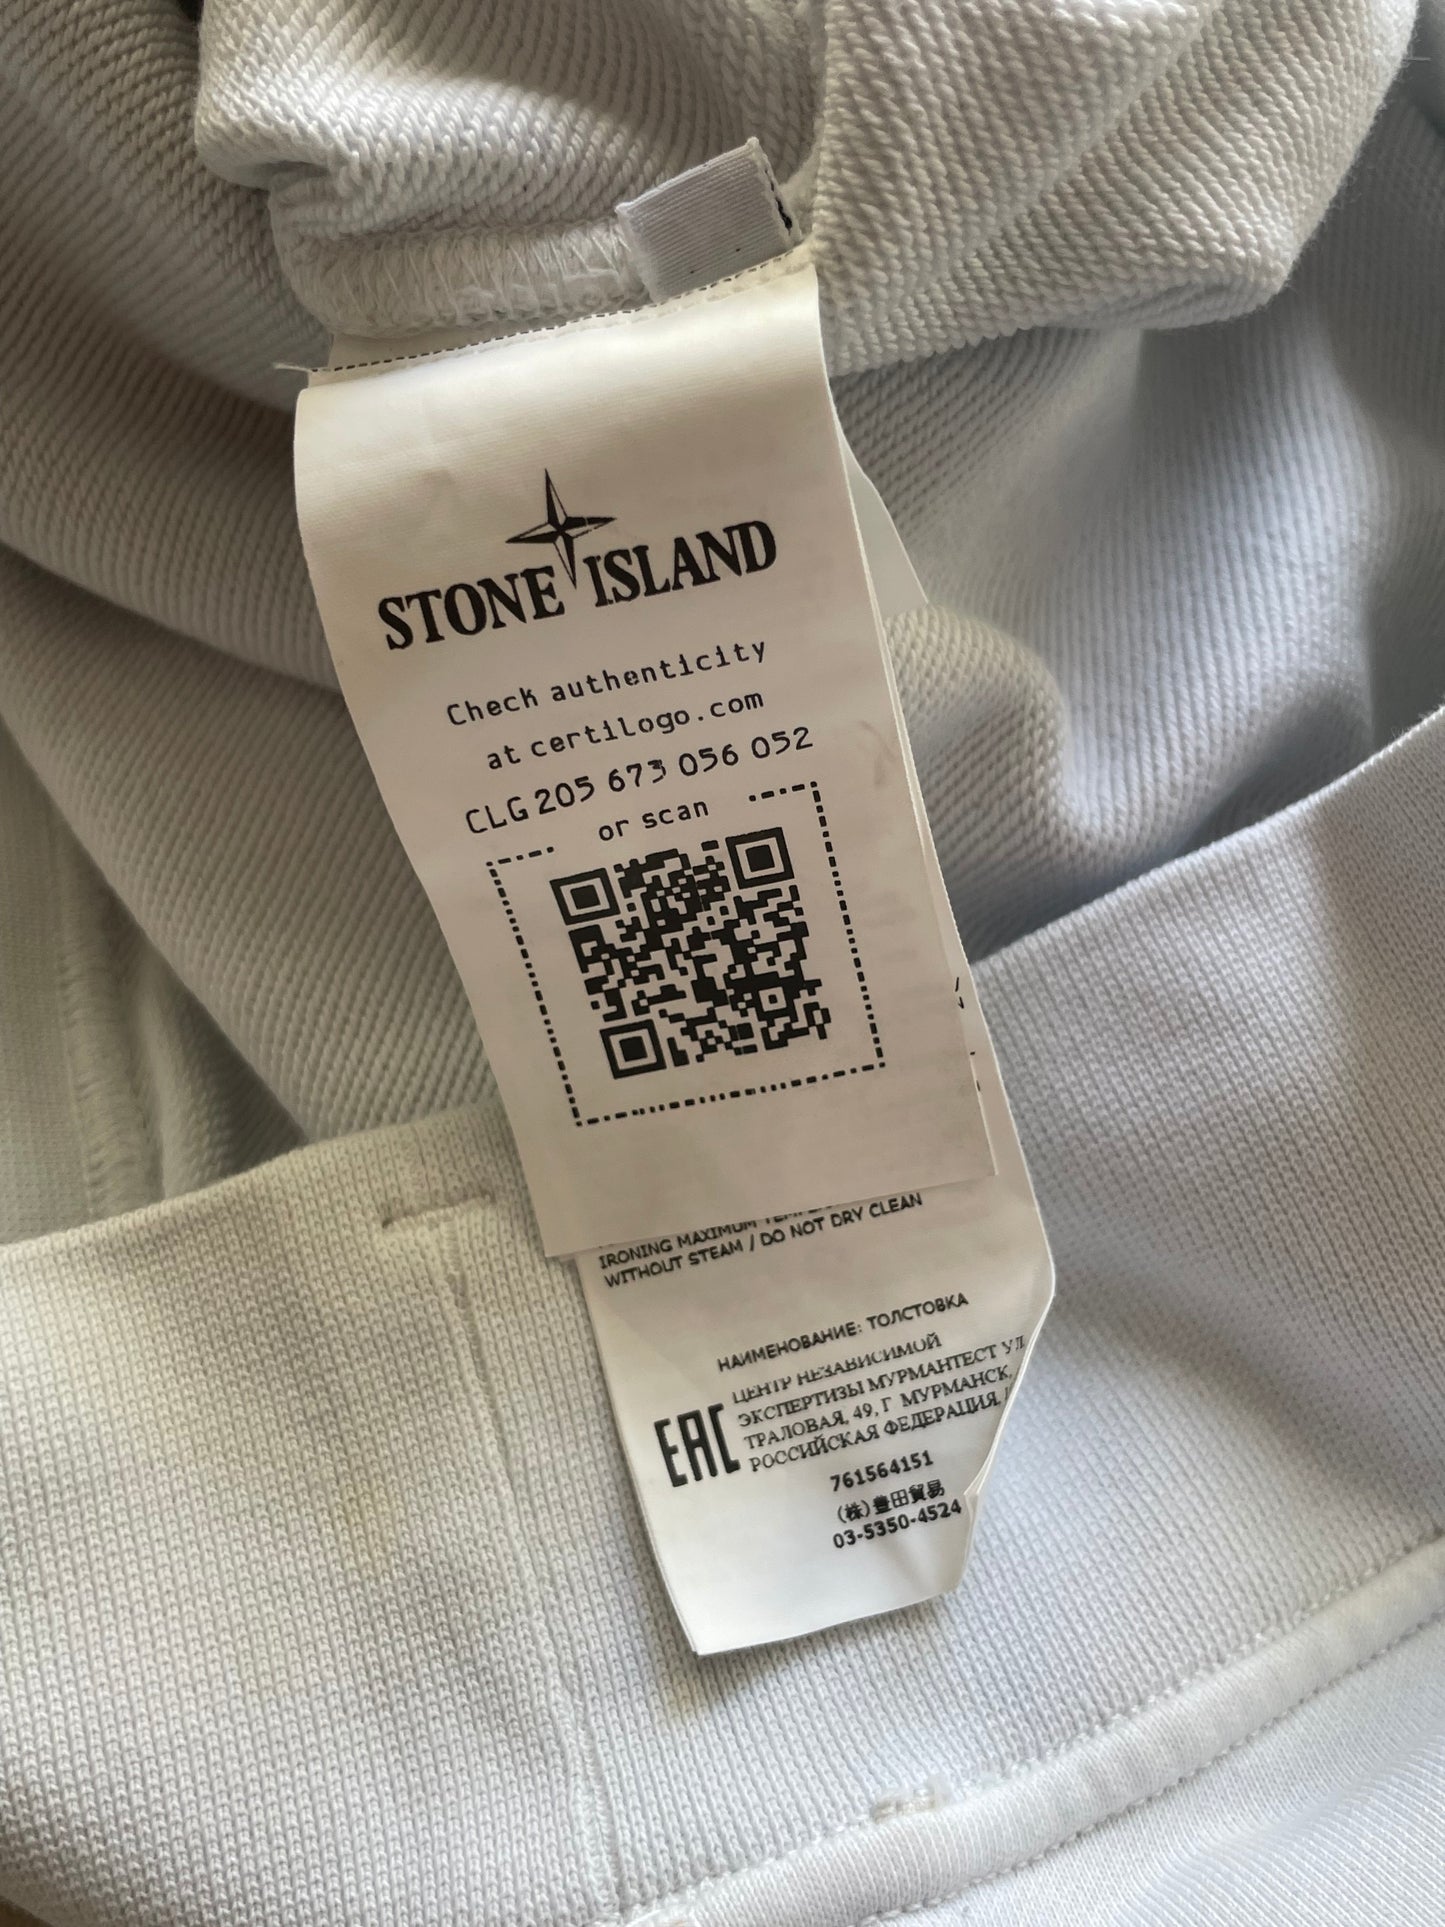 STONE ISLAND
Check authenticity
at certilogo.com
CLG 205 673 056 052
or scan
IRONING MAXIMUM
WITHOUT STEAM / DO NOT DRY CLEAN
НАИМЕНОВАНИЕ: ТОЛСТОВКА
ЦЕНТР НЕЗАВИСИМОЙ
ЭКСПЕРТИЗЫ МУРМАНТЕСТ УЛ
ТРАЛОВАЯ, 49, Г МУРМАНСК,
РОССИЙСКАЯ ФЕДЕРАЦИЯ,
EAC
761564151
(株)豊田貿易
03-5350-4524